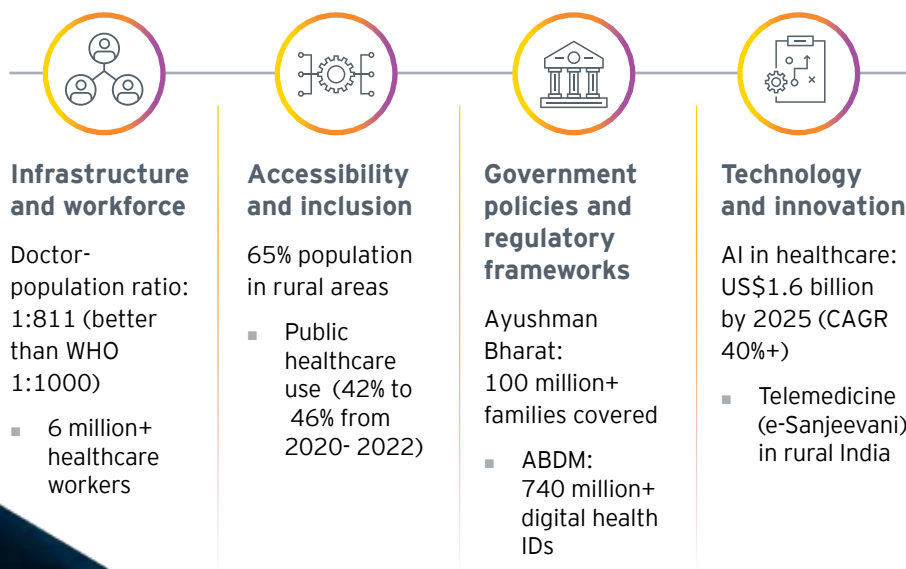 Infrastructure
and workforce
Doctor-
population ratio:
1:811 (better
than WHO
1:1000)
■ 6 million+
healthcare
workers
Accessibility
and inclusion
65% population
in rural areas
■ Public
healthcare
use (42% to
46% from
2020- 2022)
Government
policies and
regulatory
frameworks
Ayushman
Bharat:
100 million+
families covered
■ ABDM:
740 million+
digital health
IDs
Technology
and innovation
AI in healthcare:
US$1.6 billion
by 2025 (CAGR
40%+)
■ Telemedicine
(e-Sanjeevani)
in rural India